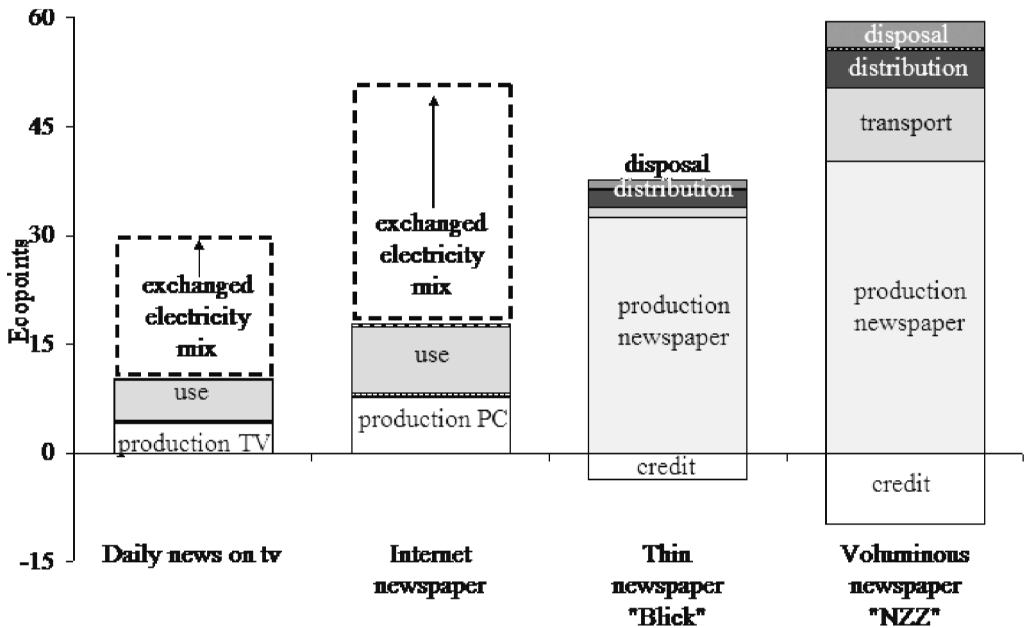 60
45
30
15
0
-15
Ecopoints
exchanged
electricity
mix
use
production TV
exchanged
electricity
mix
use
production PC
disposal
distribution
production
newspaper
credit
disposal
distribution
transport
production
newspaper
credit
Daily news on tv
Internet
newspaper
Thin
newspaper
"Blick"
Voluminous
newspaper
"NZZ"